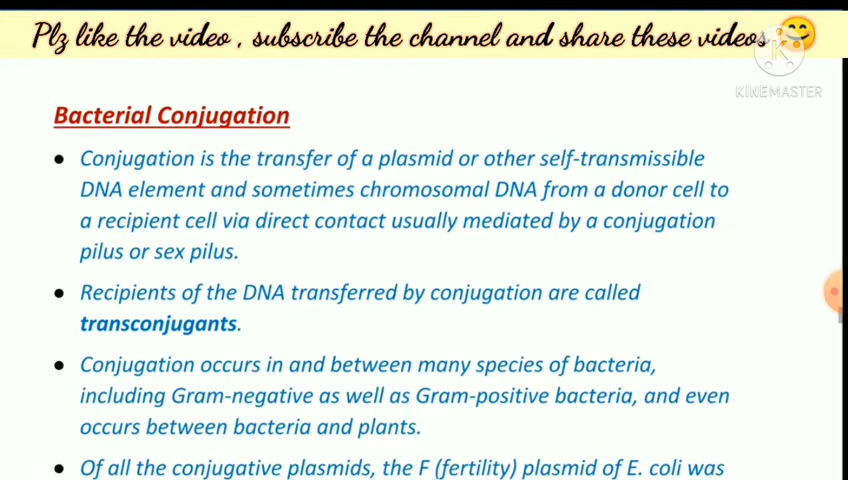 Plz like the video , subscribe the channel and share these videos 🤗
KINEMASTER
Bacterial Conjugation
• Conjugation is the transfer of a plasmid or other self-transmissible
DNA element and sometimes chromosomal DNA from a donor cell to
a recipient cell via direct contact usually mediated by a conjugation
pilus or sex pilus.
• Recipients of the DNA transferred by conjugation are called
transconjugants.
• Conjugation occurs in and between many species of bacteria,
including Gram-negative as well as Gram-positive bacteria, and even
occurs between bacteria and plants.
• Of all the conjugative plasmids, the F (fertility) plasmid of E. coli was